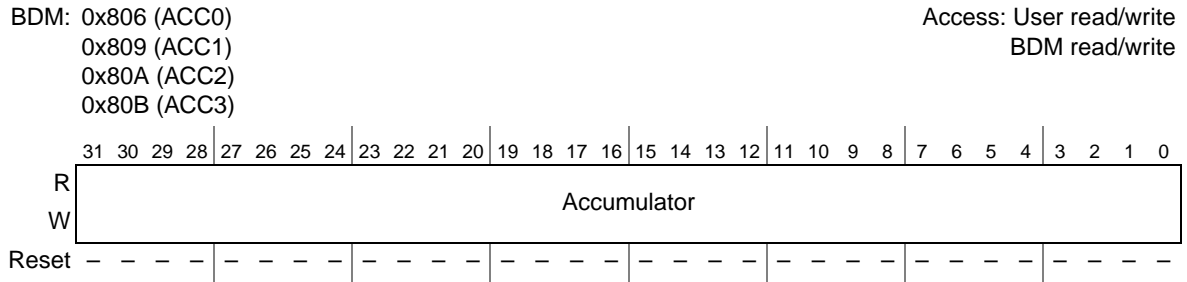 BDM: 0x806 (ACC0) Access: User read/write
0x809 (ACC1) BDM read/write
0x80A (ACC2)
0x80B (ACC3)
31 30 29 28 27 26 25 24 23 22 21 20 19 18 17 16 15 14 13 12 11 10 9 8 7 6 5 4 3 2 1 0
R
Accumulator
W
Reset – – – – – – – – – – – – – – – – – – – – – – – – – – – – – – – –